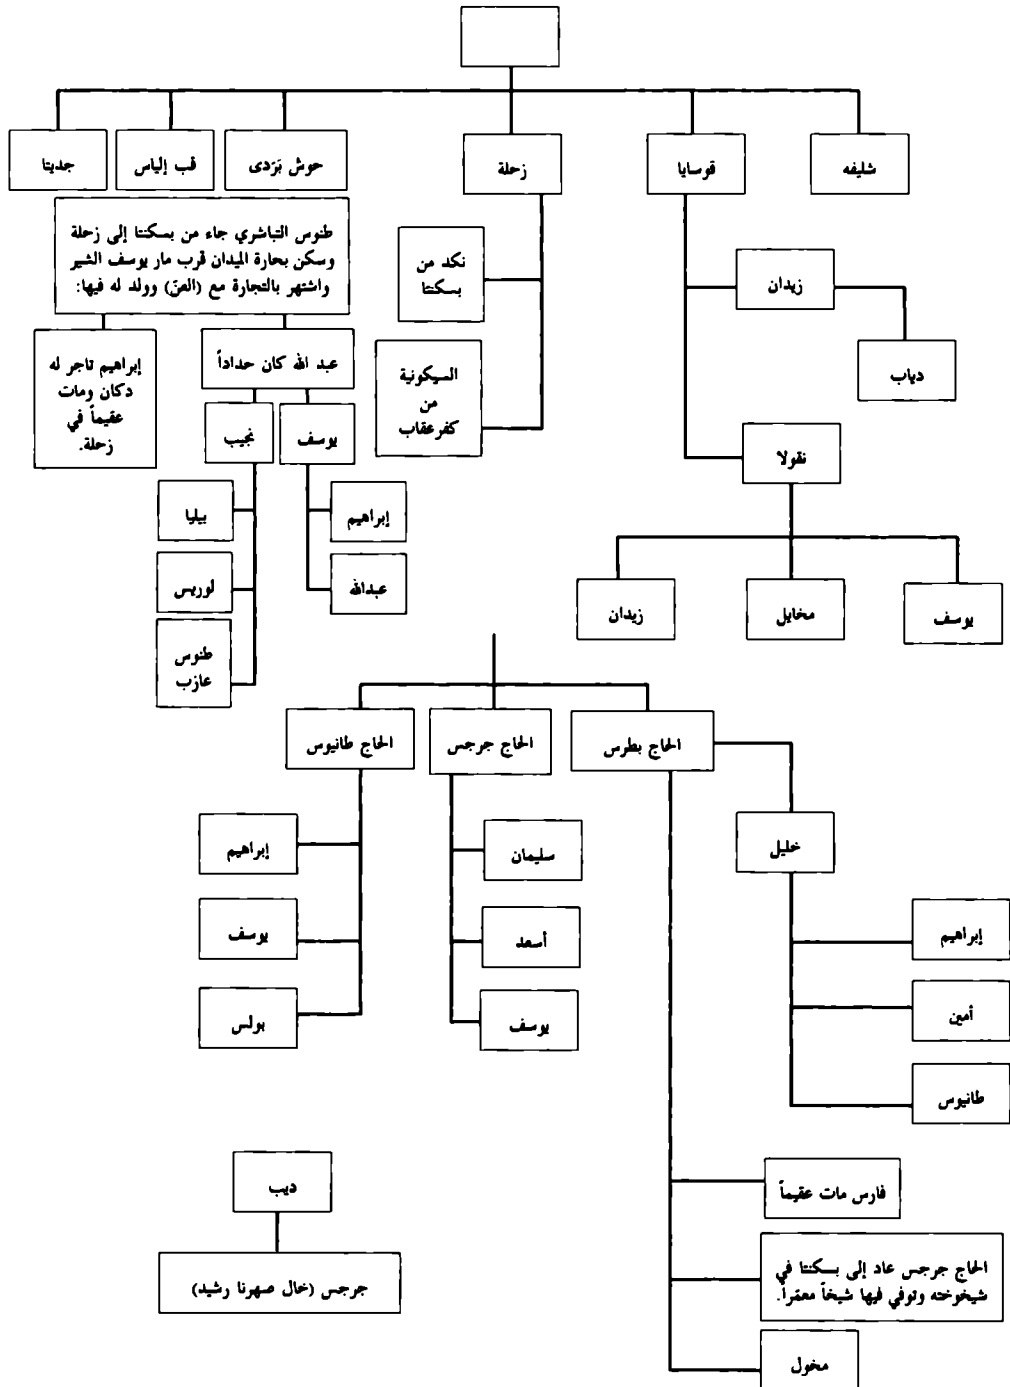 شليفه
قوسايا
زحلة
حوش بَرَدى
قب إلياس
جديتا
طنوس التباشري جاء من بسكنتا إلى زحلة
وسكن بحارة الميدان قرب مار يوسف الشير
واشتهر بالتجارة مع (العنّ) وولد له فيها:
عبد الله كان حداداً
إبراهيم تاجر له
دكان ومات
عقيماً في
زحلة.
يوسف
نجيب
إبراهيم
عبدالله
بيليا
لوريس
طنوس
عازب
نكد من
بسكنتا
السيكونية
من
كفرعقاب
زيدان
دياب
نقولا
يوسف
مخايل
زيدان
الحاج بطرس
الحاج جرجس
الحاج طانيوس
خليل
إبراهيم
أمين
طانيوس
سليمان
أسعد
يوسف
إبراهيم
يوسف
بولس
فارس مات عقيماً
الحاج جرجس عاد إلى بسكنتا في
شيخوخته وتوفي فيها شيخاً معمّراً.
مخول
ديب
جرجس (خال صهرنا رشيد)